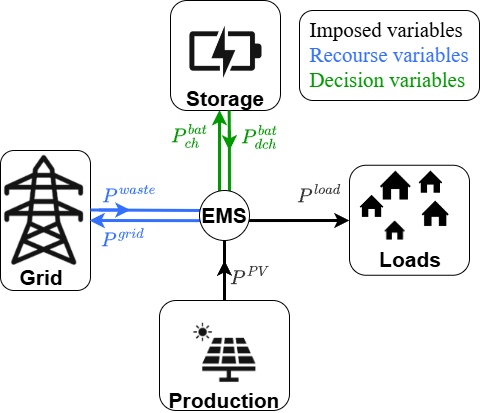 Imposed variables
Recourse variables
Decision variables
Storage
P_{ch}^{bat}
P_{dch}^{bat}
P^{waste}
P^{load}
EMS
P^{grid}
Grid
Loads
P^{PV}
Production